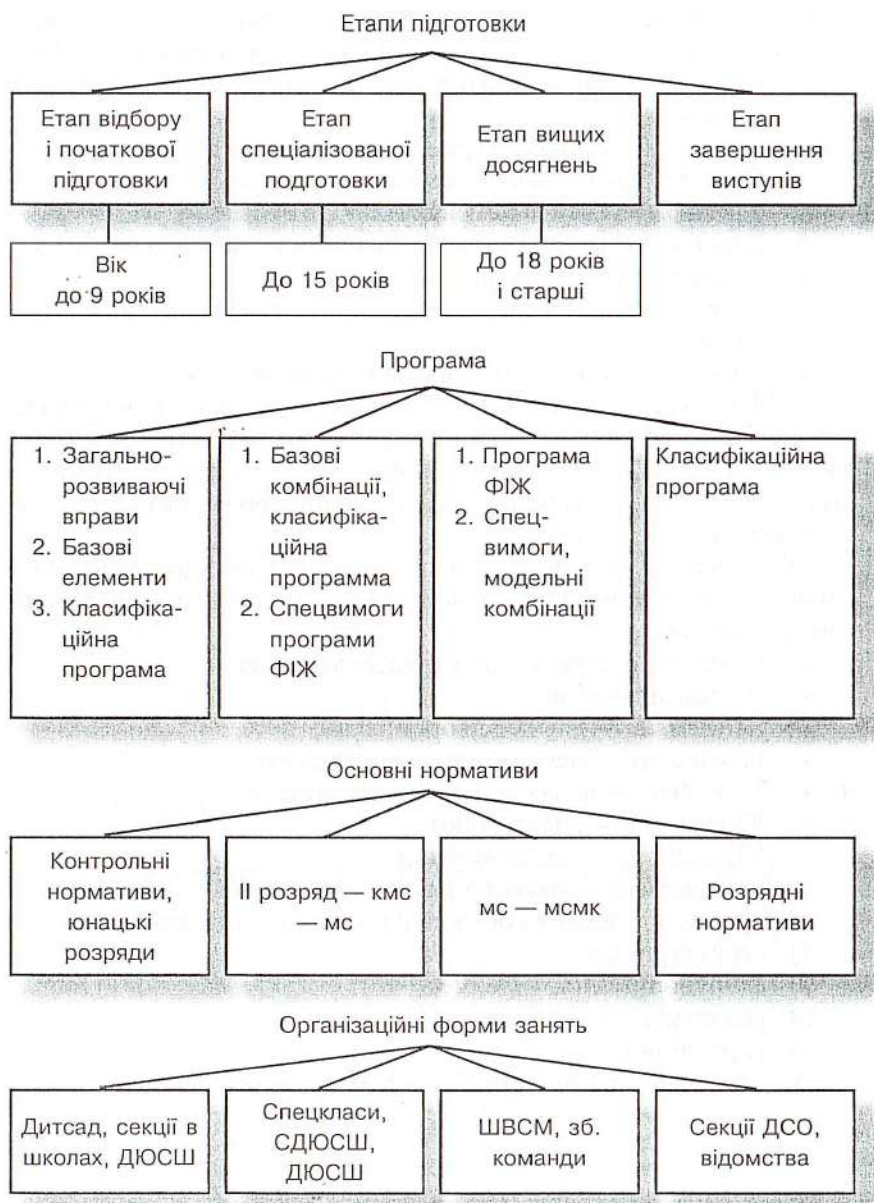 Етапи підготовки
Етап відбору
і початкової
підготовки
Етап
спеціалізованої
подготовки
Етап вищих
досягнень
Етап
завершення
виступів
Вік
до 9 років
До 15 років
До 18 років
і старші
Програма
1. Загально-
розвиваючі
вправи
2. Базові
елементи
3. Класифіка-
ційна
програма
1. Базові
комбінації,
класифіка-
ційна
программа
2. Спецвимоги
програми
ФІЖ
1. Програма
ФІЖ
2. Спец-
вимоги,
модельні
комбінації
Класифікаційна
програма
Основні нормативи
Контрольні
нормативи,
юнацькі
розряди
II розряд — кмс
— мс
мс — мсмк
Розрядні
нормативи
Організаційні форми занять
Дитсад, секції в
школах, ДЮСШ
Спецкласи,
СДЮСШ,
ДЮСШ
ШВСМ, зб.
команди
Секції ДСО,
відомства